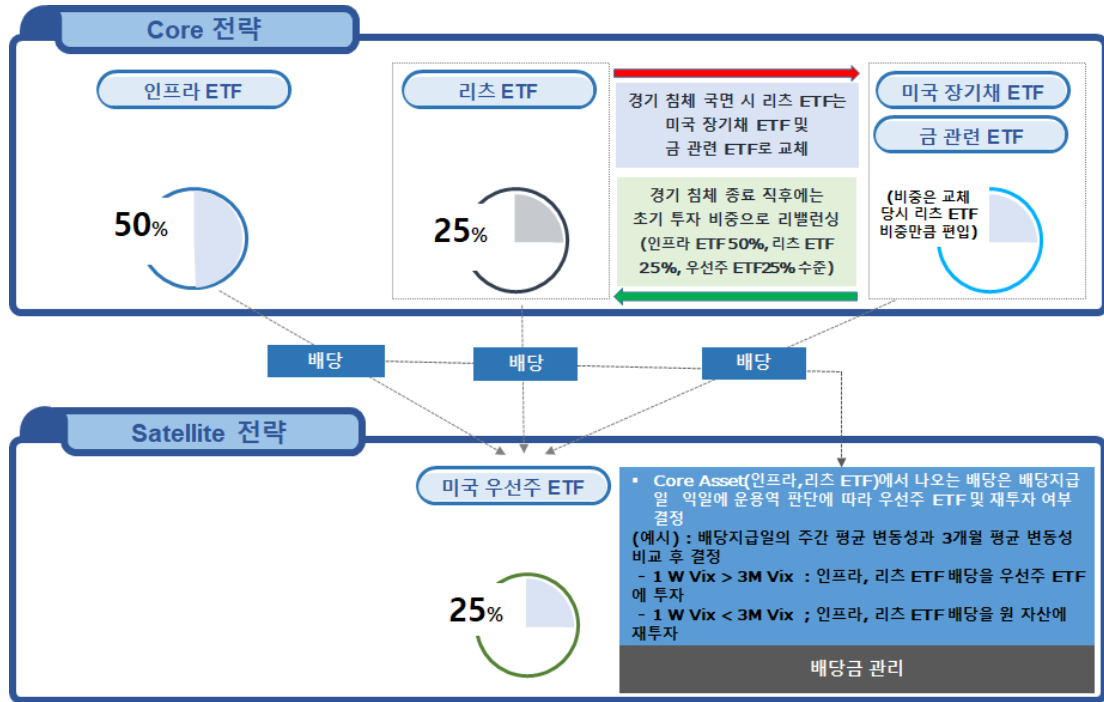 Core 전략
인프라 ETF
50%
리츠 ETF
25%
경기 침체 국면 시 리츠 ETF는
미국 장기채 ETF 및
금 관련 ETF로 교체
경기 침체 종료 직후에는
초기 투자 비중으로 리밸런싱
(인프라 ETF 50%, 리츠 ETF
25%, 우선주 ETF25% 수준)
미국 장기채 ETF
금 관련 ETF
(비중은 교체
당시 리츠 ETF
비중만큼 편입)
배당
배당
배당
Satellite 전략
미국 우선주 ETF
25%
▪ Core Asset(인프라,리츠 ETF)에서 나오는 배당은 배당지급
일 익일에 운용역 판단에 따라 우선주 ETF 및 재투자 여부
결정
(예시) : 배당지급일의 주간 평균 변동성과 3개월 평균 변동성
비교 후 결정
- 1 W Vix > 3M Vix : 인프라, 리츠 ETF 배당을 우선주 ETF
에 투자
- 1 W Vix < 3M Vix ; 인프라, 리츠 ETF 배당을 원 자산에
재투자
배당금 관리